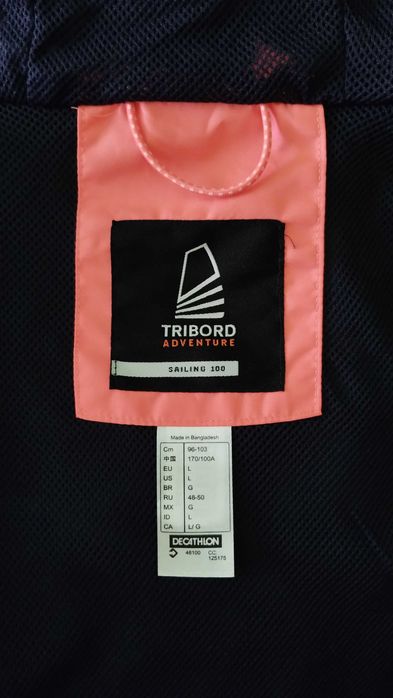 TRIBORD
ADVENTURE
SAILING 100
Made in Bangladesh
Cm 96-103
中国 170/100A
EU L
US L
BR G
RU 48-50
MX G
ID L
CA L/ G
DECATHLON
48100 CC
125175